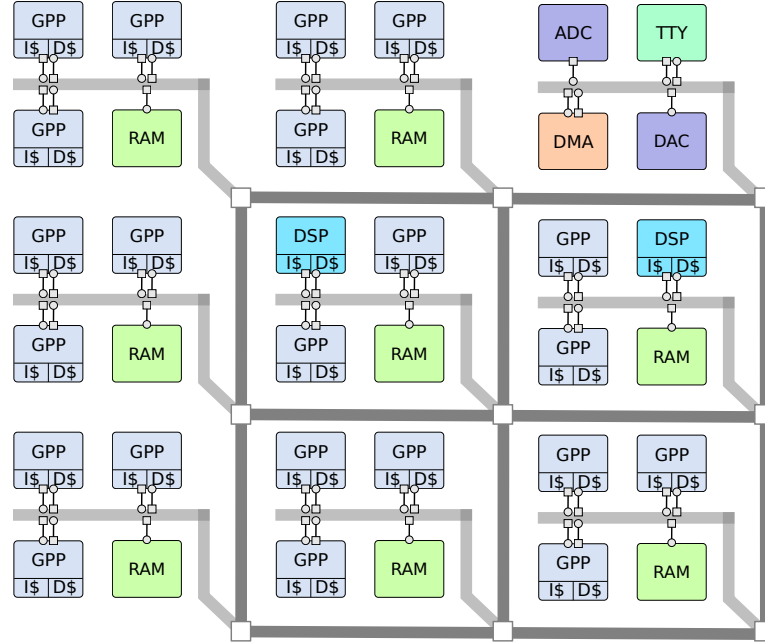 GPP GPP GPP GPP ADC TTY
I$ D$ I$ D$ I$ D$ I$ D$
GPP RAM GPP RAM DMA DAC
I$ D$ I$ D$
GPP GPP DSP GPP GPP DSP
I$ D$ I$ D$ I$ D$ I$ D$ I$ D$ I$ D$
GPP RAM GPP RAM GPP RAM
I$ D$ I$ D$ I$ D$
GPP GPP GPP GPP GPP GPP
I$ D$ I$ D$ I$ D$ I$ D$ I$ D$ I$ D$
GPP RAM GPP RAM GPP RAM
I$ D$ I$ D$ I$ D$